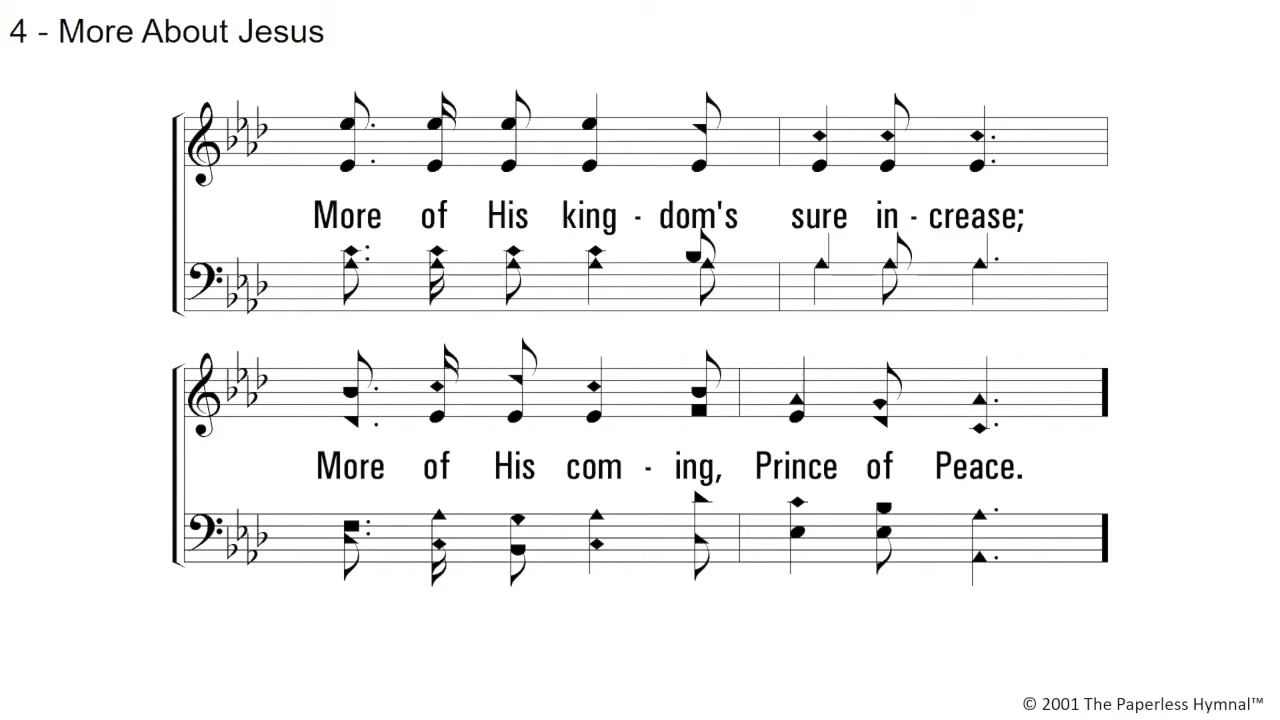 4 - More About Jesus
More of His king - dom's sure in - crease;
More of His com - ing, Prince of Peace.
© 2001 The Paperless Hymnal™